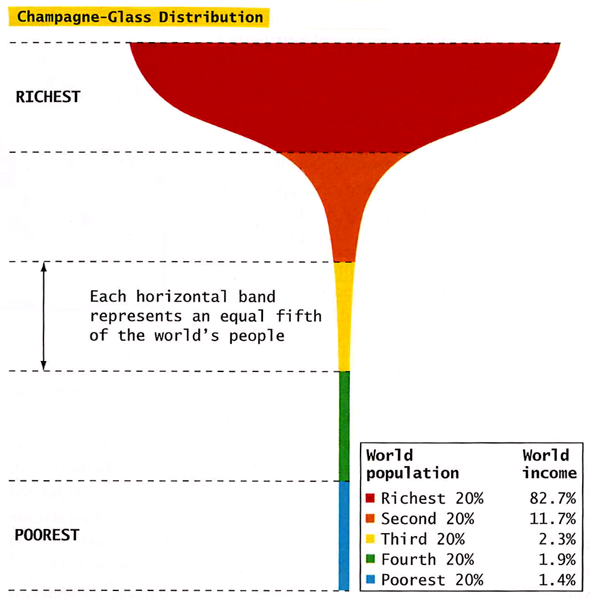 Champagne-Glass Distribution
RICHEST
Each horizontal band
represents an equal fifth
of the world's people
POOREST
World population World income
Richest 20% 82.7%
Second 20% 11.7%
Third 20% 2.3%
Fourth 20% 1.9%
Poorest 20% 1.4%